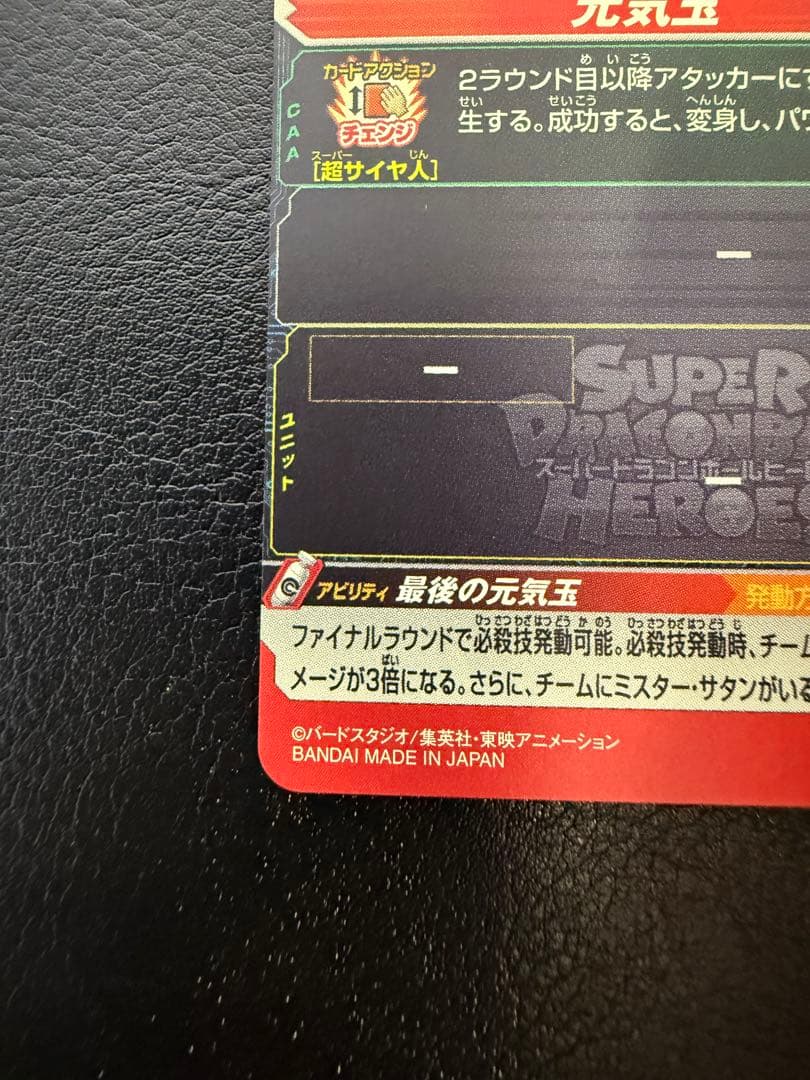 元気玉
カードアクション
チェンジ
CAA
スーパー じん
[超サイヤ人]
め いこう
2ラウンド目以降アタッカーに
せい せいこう へんしん
生する。成功すると、変身し、パ
ー
ー
ユニット
SUPER
DRAGONB
スーパードラゴンボールヒー
HEROES
ー
アビリティ 最後の元気玉
発動
ひっさつわざはつどうかのう ひっさつわざはつどうじ
ファイナルラウンドで必殺技発動可能。必殺技発動時、チーム
ばい
メージが3倍になる。さらに、チームにミスター・サタンがいる
©バードスタジオ/集英社・東映アニメーション
BANDAI MADE IN JAPAN